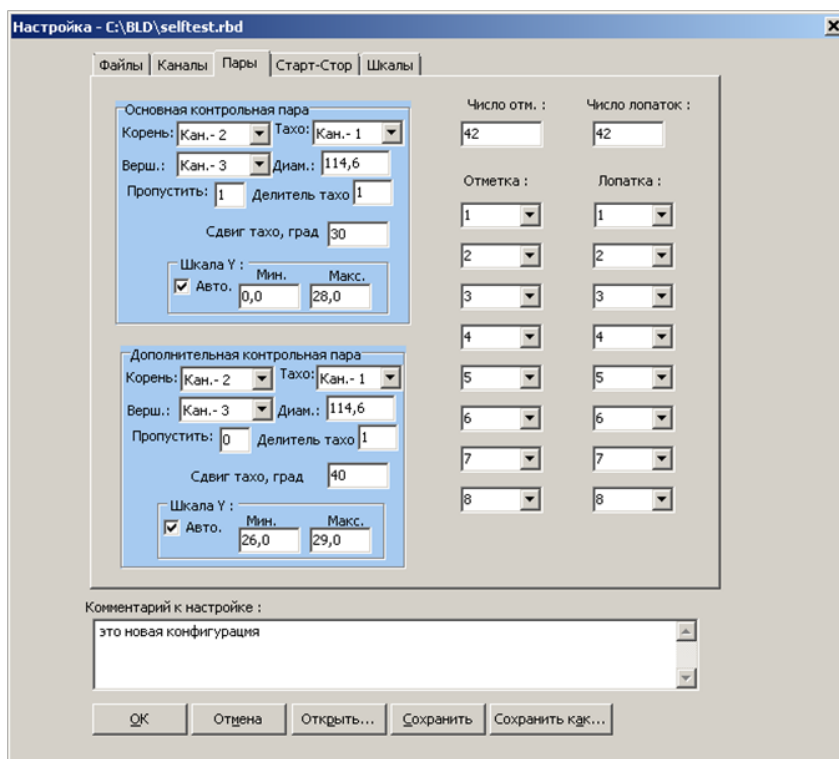 Настройка - C:\BLD\selftest.rbd
Файлы Каналы Пары Старт-Стоp Шкалы
Основная контрольная пара
Корень: Кан.- 2 Тахо: Кан.- 1
Верш.: Кан.- 3 Диам.: 114,6
Пропустить: 1 Делитель тахо 1
Сдвиг тахо, град 30
Шкала Y :
Авто. Мин. Макс.
0,0 28,0
Дополнительная контрольная пара
Корень: Кан.- 2 Тахо: Кан.- 1
Верш.: Кан.- 3 Диам.: 114,6
Пропустить: 0 Делитель тахо 1
Сдвиг тахо, град 40
Шкала Y :
Авто. Мин. Макс.
26,0 29,0
Число отм. : Число лопаток :
42 42
Отметка : Лопатка :
1 1
2 2
3 3
4 4
5 5
6 6
7 7
8 8
Комментарий к настройке :
это новая конфигурация
ОК Отмена Открыть... Сохранить Сохранить как...